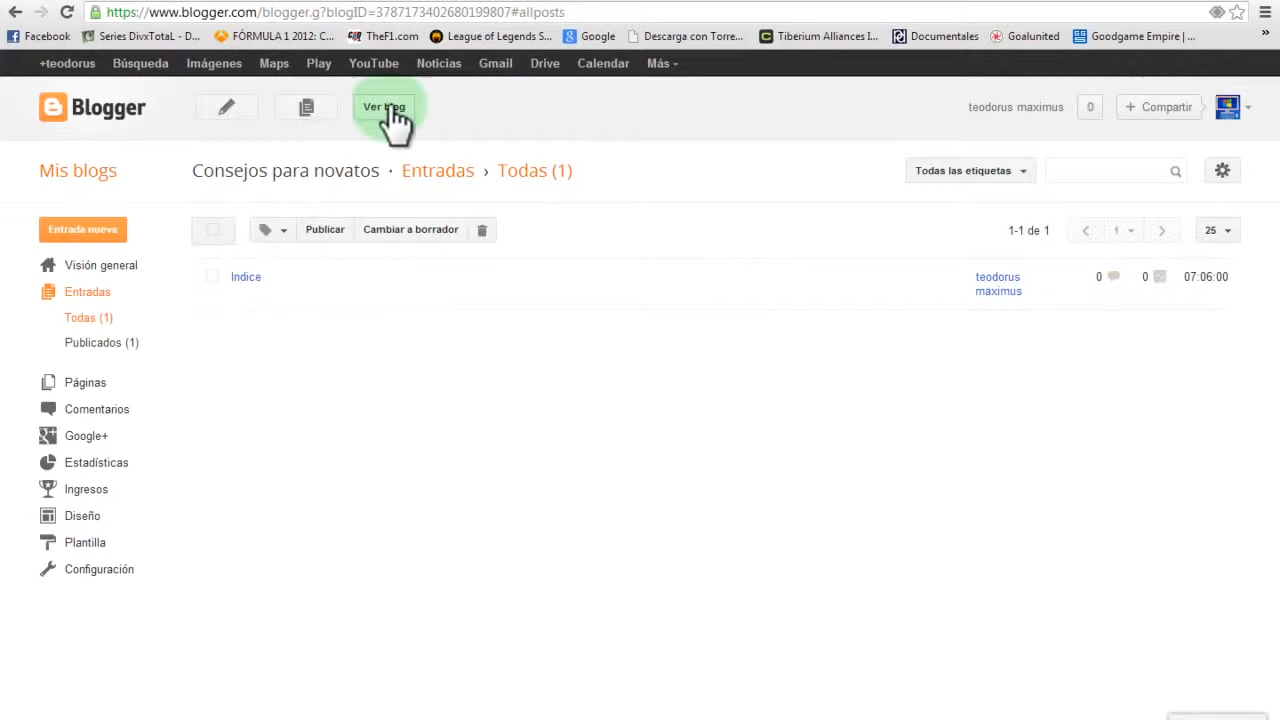 https://www.blogger.com/blogger.g?blogID=3787173402680199807#allposts
Facebook Series DivxTotaL - D... FÓRMULA 1 2012: C... TheF1.com League of Legends S... Google Descarga con Torre... Tiberium Alliances I... Documentales Goalunited Goodgame Empire | ... »
+teodorus Búsqueda Imágenes Maps Play YouTube Noticias Gmail Drive Calendar Más
Blogger Ver blog teodorus maximus 0 + Compartir
Mis blogs Consejos para novatos · Entradas › Todas (1) Todas las etiquetas
Entrada nueva Publicar Cambiar a borrador 1-1 de 1 1 25
Visión general
Indice teodorus maximus 0 0 07:06:00
Entradas
Todas (1)
Publicados (1)
Páginas
Comentarios
Google+
Estadísticas
Ingresos
Diseño
Plantilla
Configuración